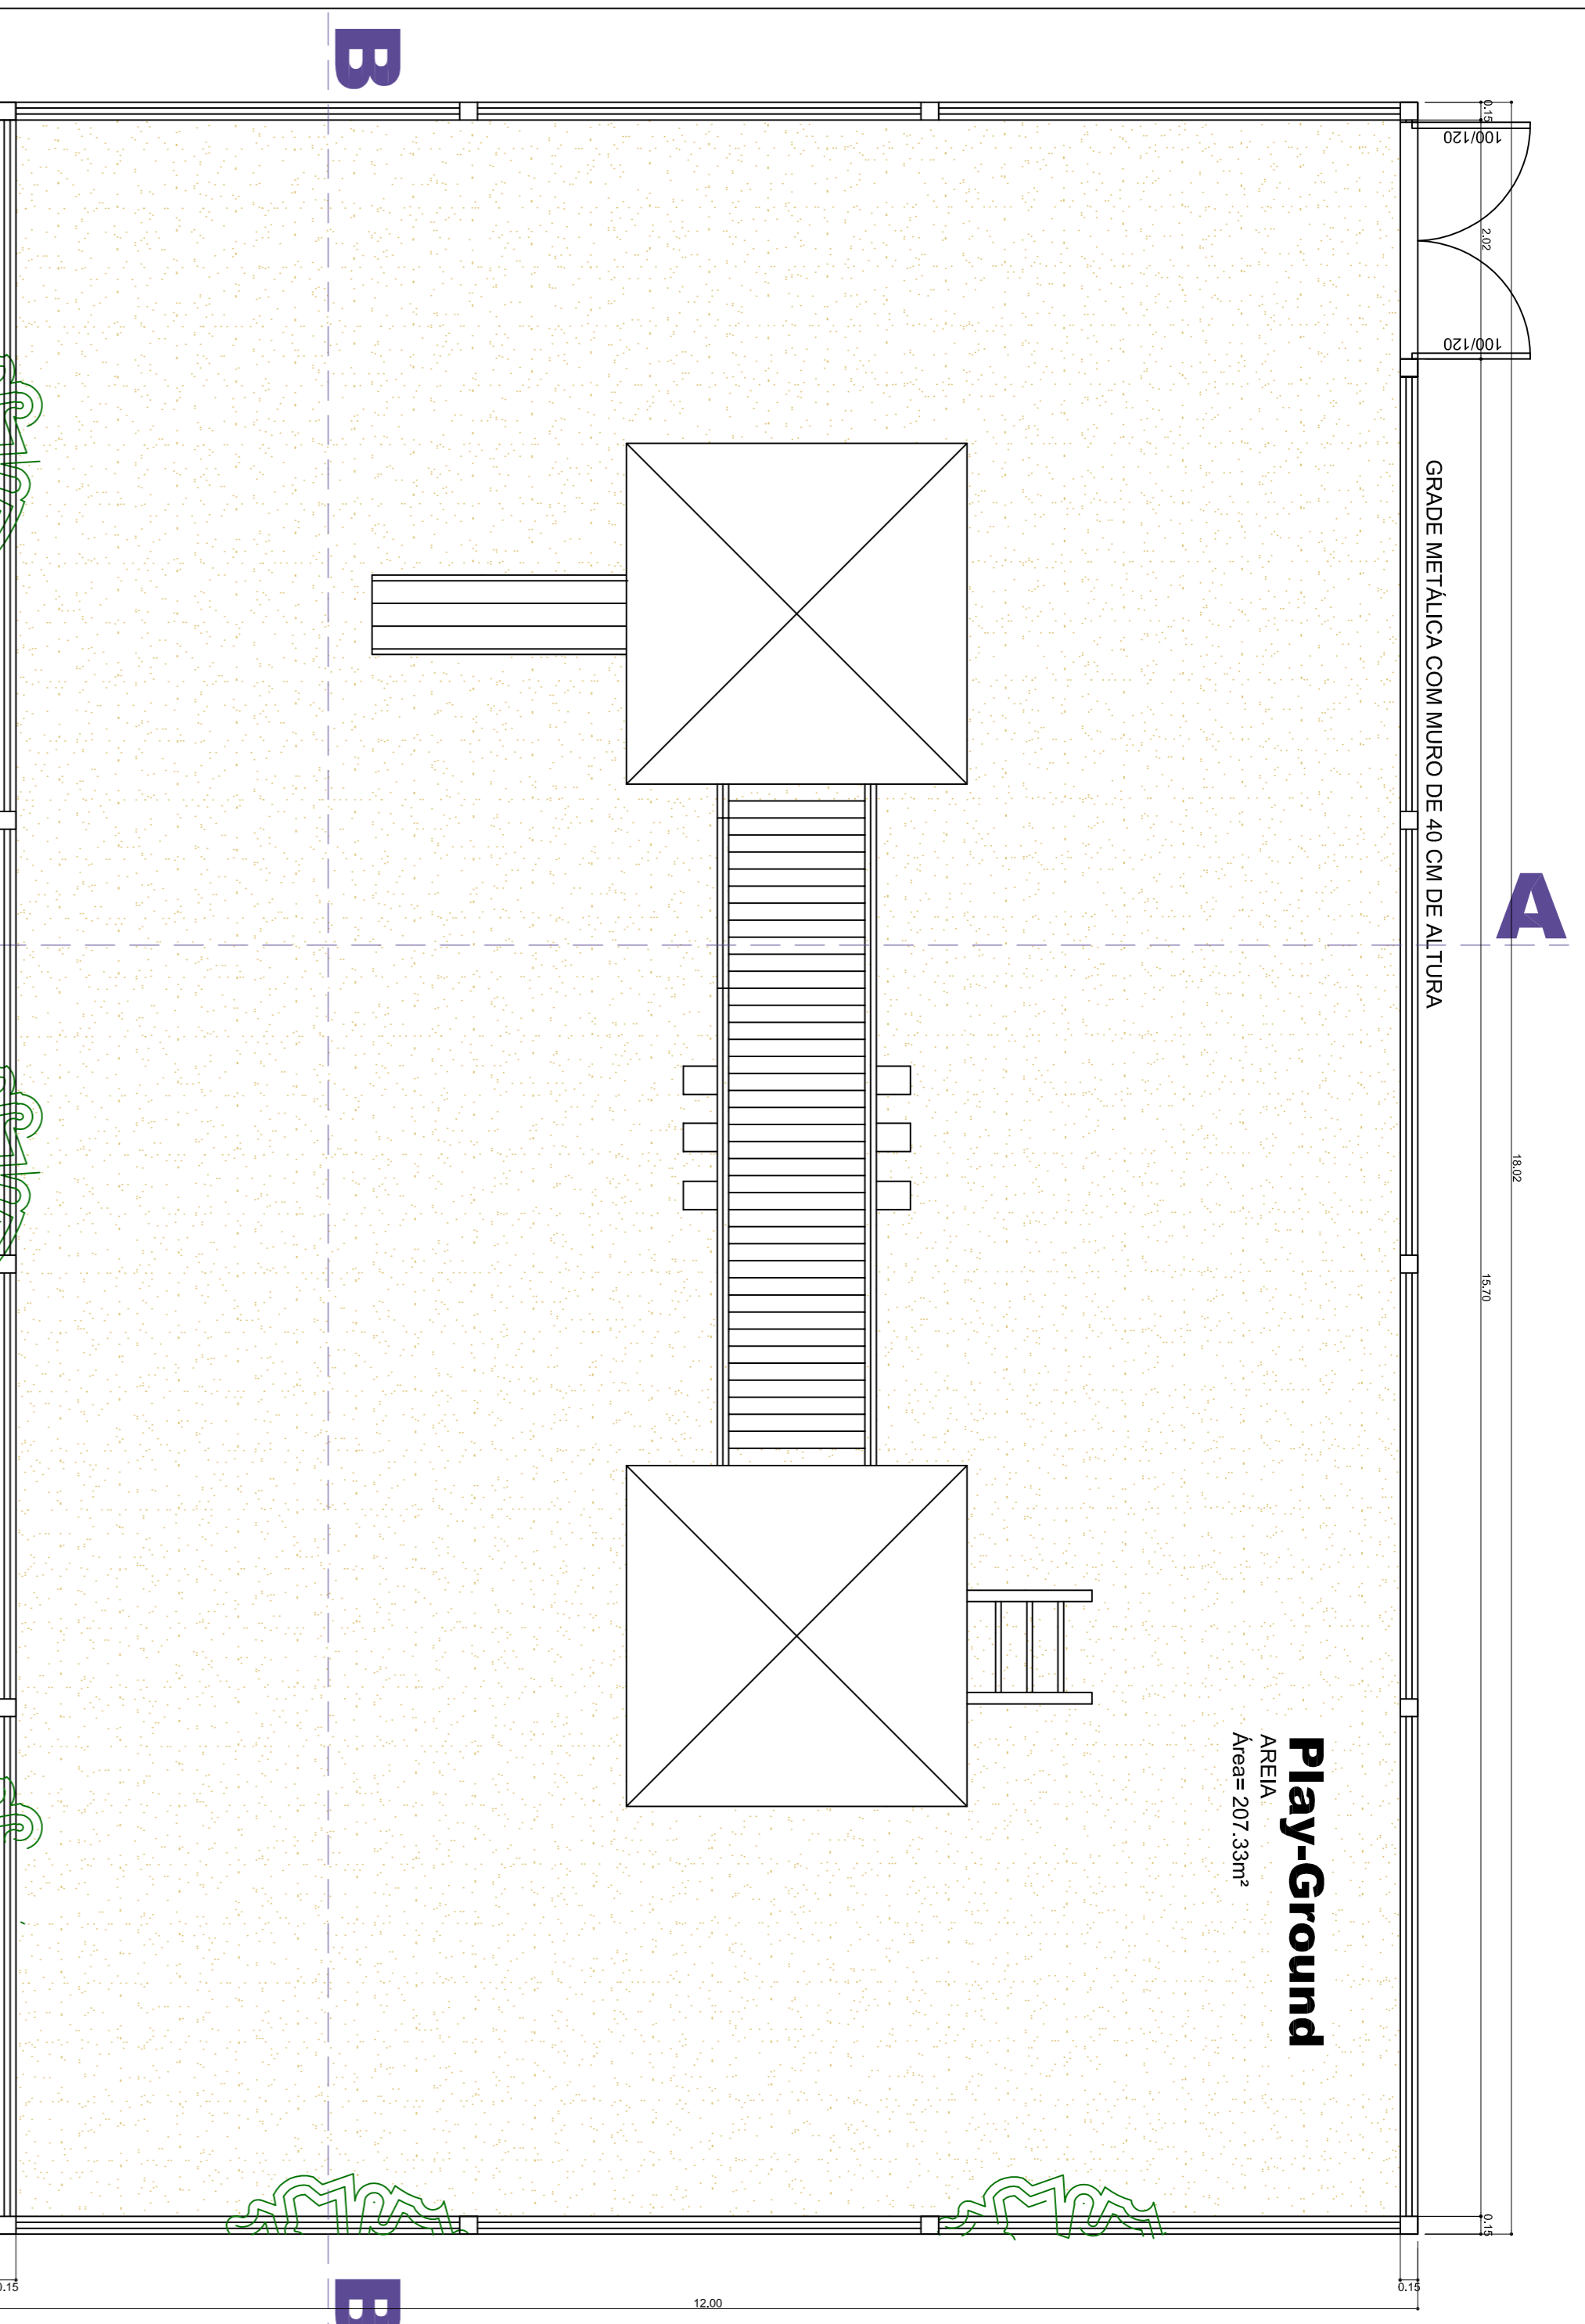 B
0.15
100/120
2.02
100/120
GRADE METÁLICA COM MURO DE 40 CM DE ALTURA
A
18.02
15.70
Play-Ground
AREIA
Área= 207.33m²
0.15
0.15
0.15
12.00
B